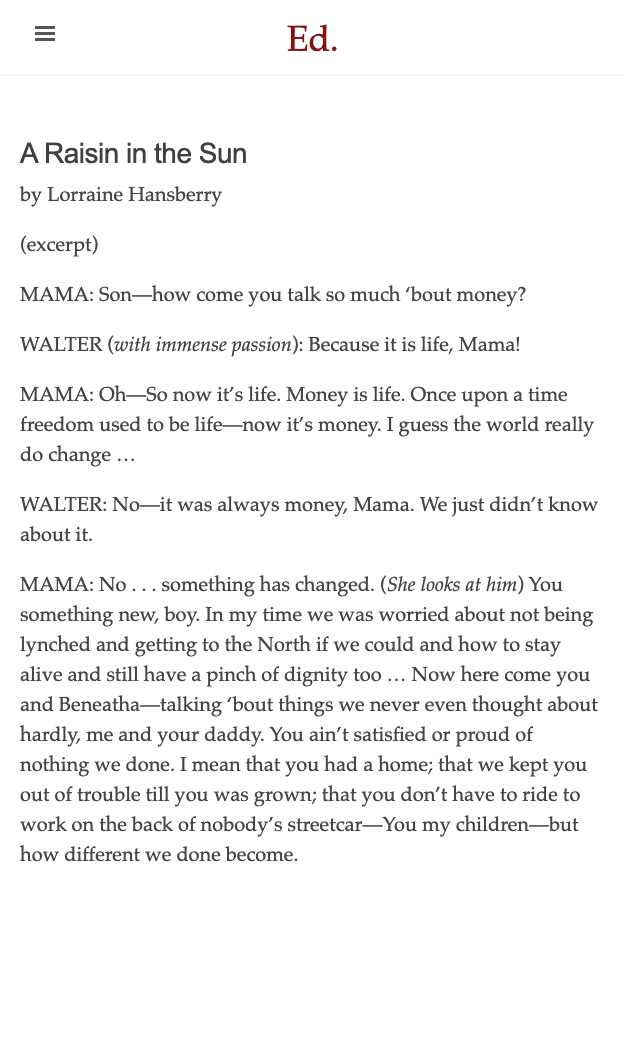 Ed.
A Raisin in the Sun
by Lorraine Hansberry
(excerpt)
MAMA: Son—how come you talk so much ‘bout money?
WALTER (with immense passion): Because it is life, Mama!
MAMA: Oh—So now it’s life. Money is life. Once upon a time
freedom used to be life—now it’s money. I guess the world really
do change …
WALTER: No—it was always money, Mama. We just didn’t know
about it.
MAMA: No . . . something has changed. (She looks at him) You
something new, boy. In my time we was worried about not being
lynched and getting to the North if we could and how to stay
alive and still have a pinch of dignity too … Now here come you
and Beneatha—talking ‘bout things we never even thought about
hardly, me and your daddy. You ain’t satisfied or proud of
nothing we done. I mean that you had a home; that we kept you
out of trouble till you was grown; that you don’t have to ride to
work on the back of nobody’s streetcar—You my children—but
how different we done become.